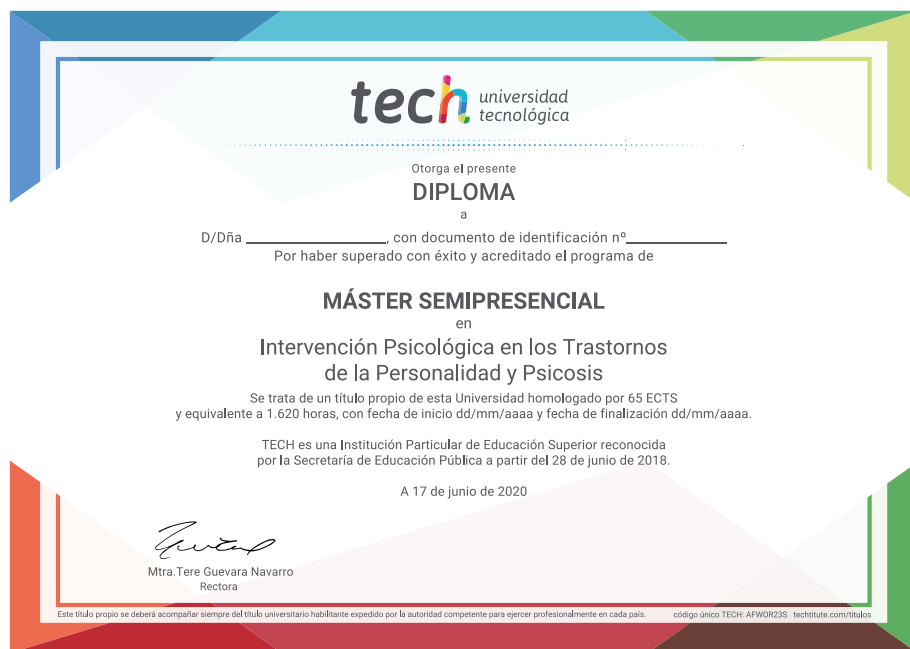 tech universidad
tecnológica
Otorga el presente
DIPLOMA
a
D/Dña ____________, con documento de identificación nº____________
Por haber superado con éxito y acreditado el programa de
MÁSTER SEMIPRESENCIAL
en
Intervención Psicológica en los Trastornos
de la Personalidad y Psicosis
Se trata de un título propio de esta Universidad homologado por 65 ECTS
y equivalente a 1.620 horas, con fecha de inicio dd/mm/aaaa y fecha de finalización dd/mm/aaaa.
TECH es una Institución Particular de Educación Superior reconocida
por la Secretaría de Educación Pública a partir del 28 de junio de 2018.
A 17 de junio de 2020
Mtra.Tere Guevara Navarro
Rectora
Este título propio se deberá acompañar siempre del título universitario habilitante expedido por la autoridad competente para ejercer profesionalmente en cada país. código único TECH: AFWOR23S techtitute.com/titulos